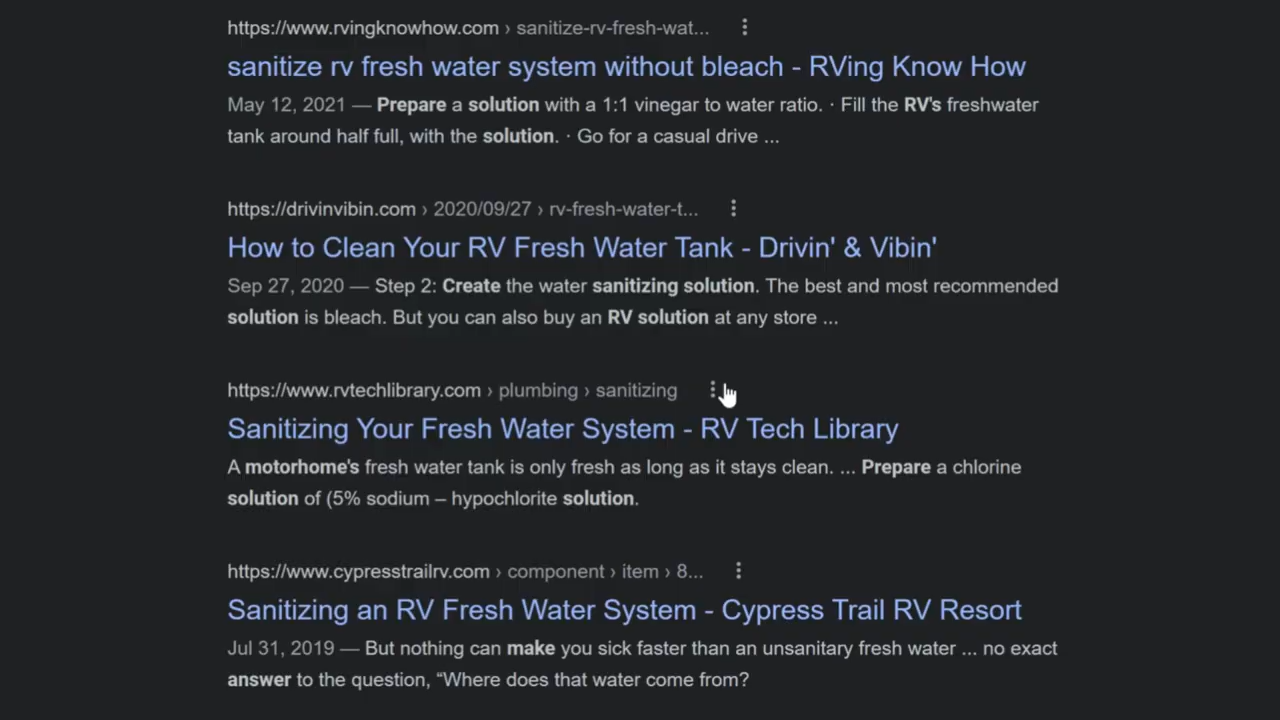 https://www.rvingknowhow.com › sanitize-rv-fresh-wat...
sanitize rv fresh water system without bleach - RVing Know How
May 12, 2021 — Prepare a solution with a 1:1 vinegar to water ratio. · Fill the RV's freshwater
tank around half full, with the solution. · Go for a casual drive ...
https://drivinvibin.com › 2020/09/27 › rv-fresh-water-t...
How to Clean Your RV Fresh Water Tank - Drivin' & Vibin'
Sep 27, 2020 — Step 2: Create the water sanitizing solution. The best and most recommended
solution is bleach. But you can also buy an RV solution at any store ...
https://www.rvtechlibrary.com › plumbing › sanitizing
Sanitizing Your Fresh Water System - RV Tech Library
A motorhome's fresh water tank is only fresh as long as it stays clean. ... Prepare a chlorine
solution of (5% sodium – hypochlorite solution.
https://www.cypresstrailrv.com › component › item › 8...
Sanitizing an RV Fresh Water System - Cypress Trail RV Resort
Jul 31, 2019 — But nothing can make you sick faster than an unsanitary fresh water ... no exact
answer to the question, “Where does that water come from?